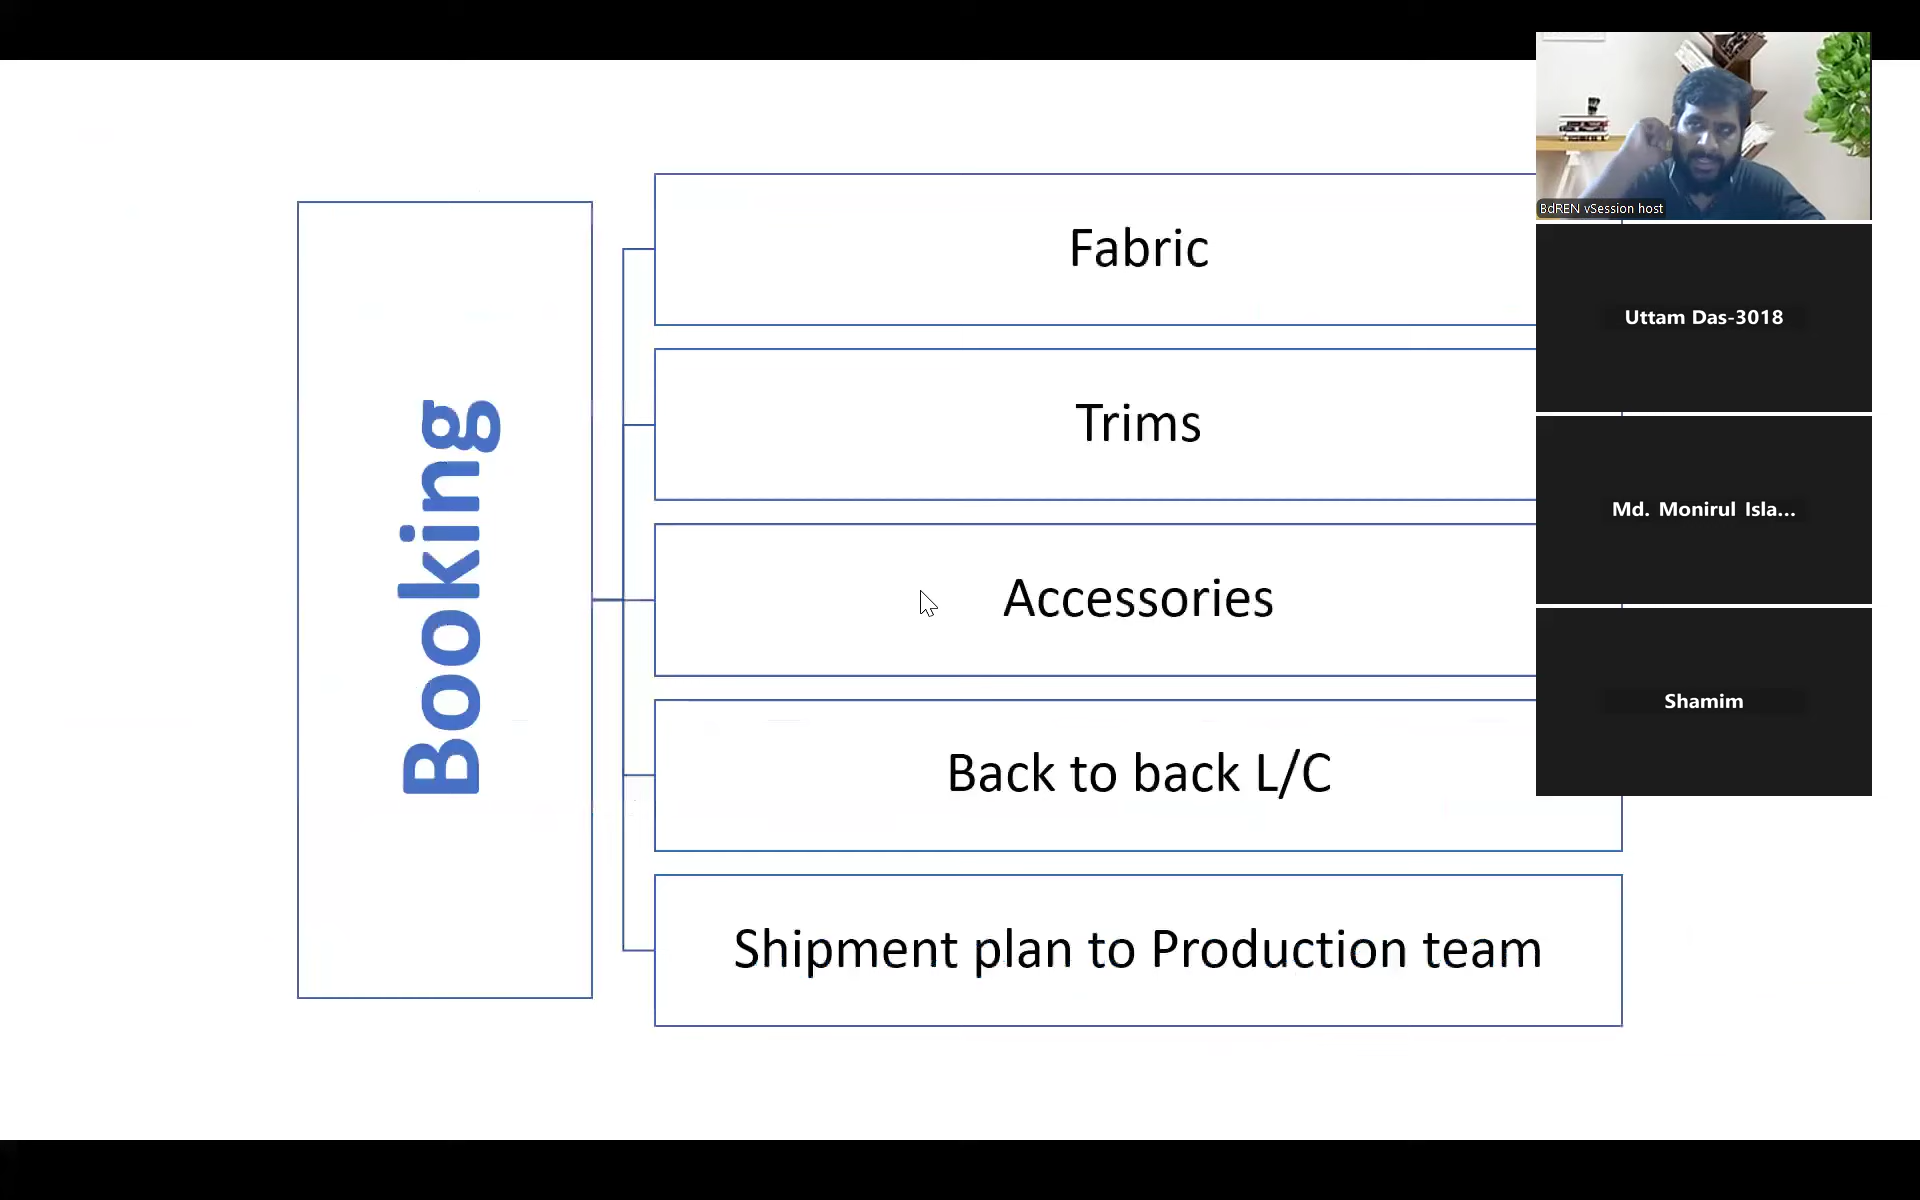 Booking
Fabric
Trims
Accessories
Back to back L/C
Shipment plan to Production team
BdREN vSession host
Uttam Das-3018
Md. Monirul Isla...
Shamim